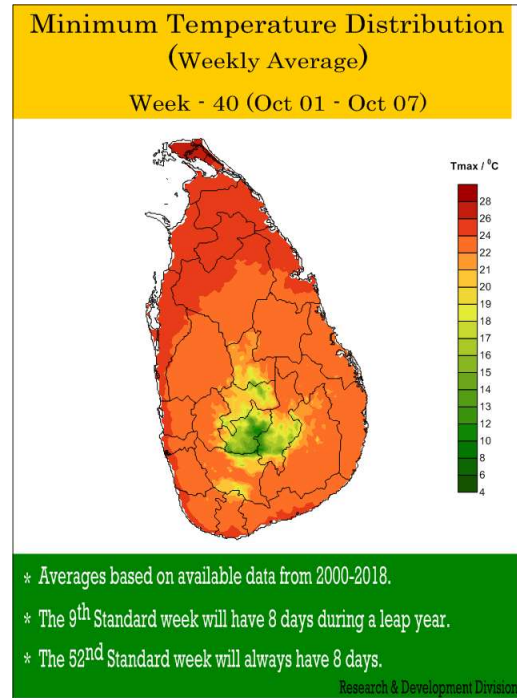 Minimum Temperature Distribution
(Weekly Average)
Week - 40 (Oct 01 - Oct 07)
Tmax / ⁰C
28
26
24
22
21
20
19
18
17
16
15
14
13
12
10
8
6
4
* Averages based on available data from 2000-2018.
* The 9th Standard week will have 8 days during a leap year.
* The 52nd Standard week will always have 8 days.
Research & Development Division